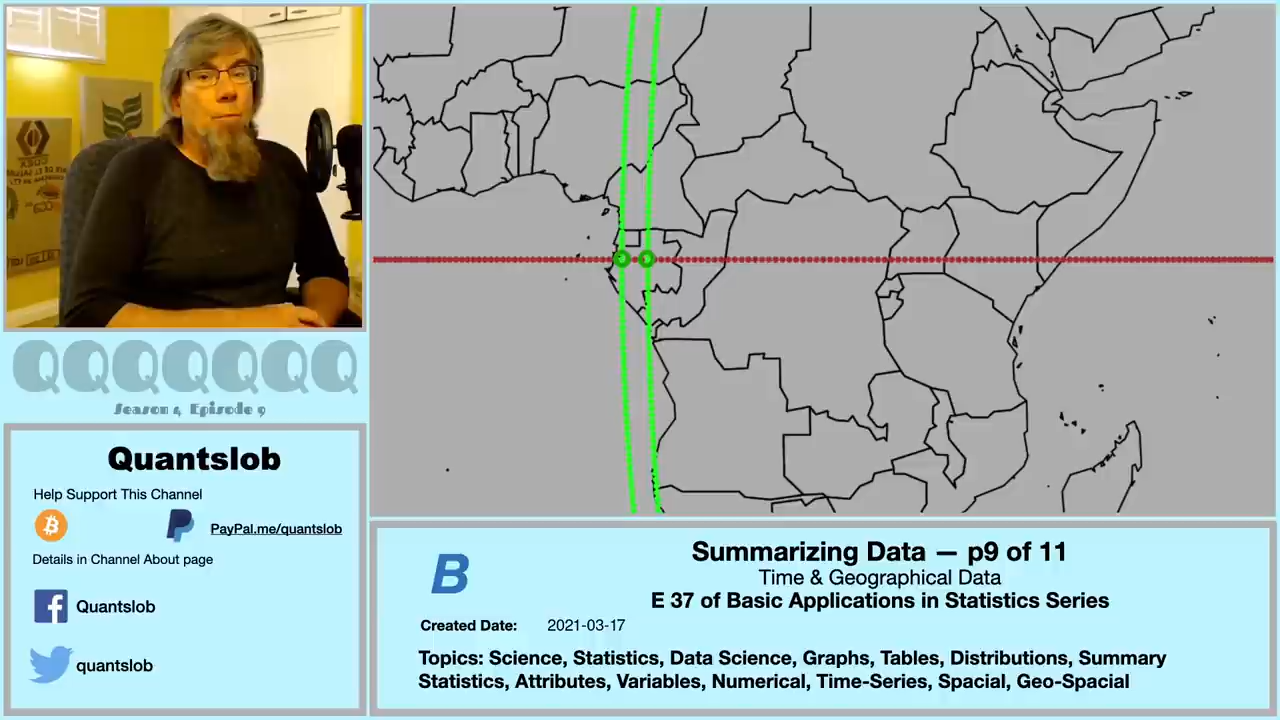 QQQQQQQ
Season 4 Episode 9
Quantslob
Help Support This Channel
PayPal.me/quantslob
Details in Channel About page
Quantslob
quantslob
B
Summarizing Data — p9 of 11
Time & Geographical Data
E 37 of Basic Applications in Statistics Series
Created Date: 2021-03-17
Topics: Science, Statistics, Data Science, Graphs, Tables, Distributions, Summary
Statistics, Attributes, Variables, Numerical, Time-Series, Spacial, Geo-Spacial